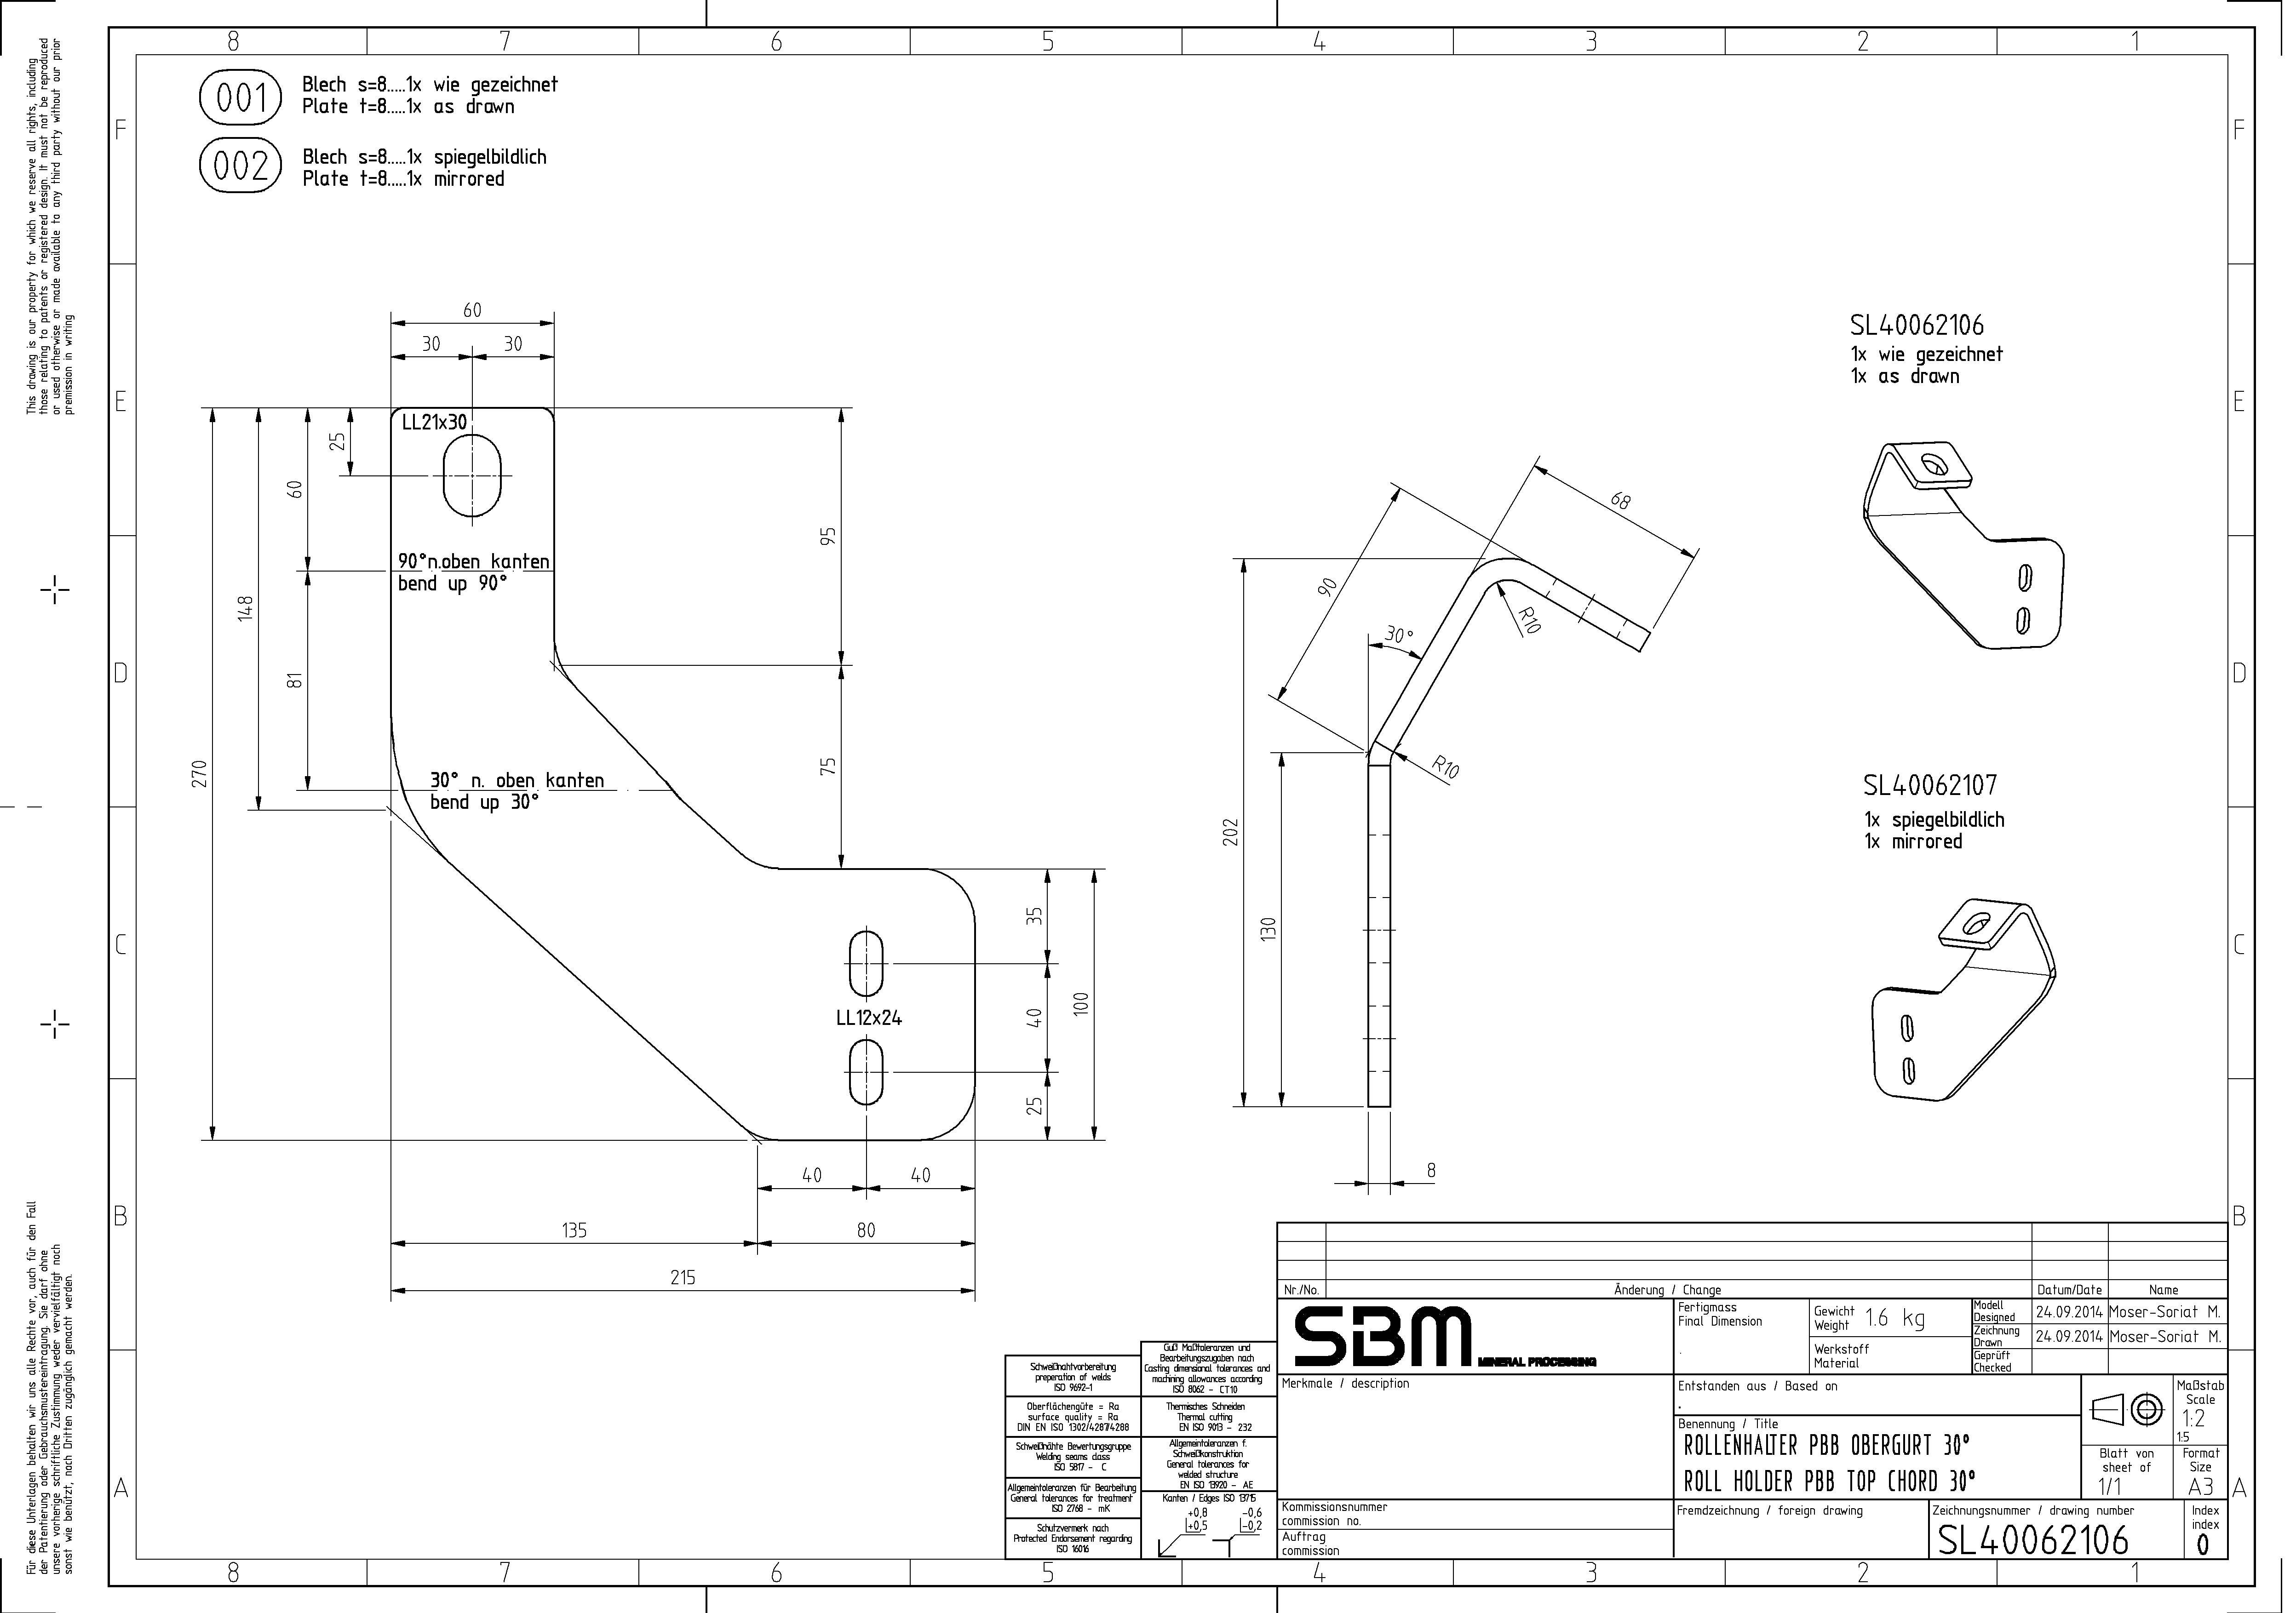 8 7 6 5 4 3 2 1
F
E
D
C
B
A
This drawing is our property for which we reserve all rights, including
those relating to patents or registered design. It must not be reproduced
or used otherwise or made available to any third party without our prior
premission in writing
Für diese Unterlagen behalten wir uns alle Rechte vor, auch für den Fall
der Patentierung oder Gebrauchsmustereintragung. Sie darf ohne
unsere vorherige schriftliche Zustimmung weder vervielfältigt noch
sonst wie benützt, noch Dritten zugänglich gemacht werden.
001
Blech s=8.....1x wie gezeichnet
Plate t=8.....1x as drawn
002
Blech s=8.....1x spiegelbildlich
Plate t=8.....1x mirrored
60
30 30
LL21x30
25
60
148
81
270
95
75
90°n.oben kanten
bend up 90°
30° n. oben kanten
bend up 30°
35
40
100
25
LL12x24
40 40
135 80
215
68
90
30°
R10
R10
202
130
8
SL40062106
1x wie gezeichnet
1x as drawn
SL40062107
1x spiegelbildlich
1x mirrored
Nr./No. Änderung / Change Datum/Date Name
SBM
MINERAL PROCESSING
Fertigmass
Final Dimension
Gewicht
Weight
1.6 kg
Werkstoff
Material
Modell
Designed
24.09.2014 Moser-Soriat M.
Zeichnung
Drawn
24.09.2014 Moser-Soriat M.
Geprüft
Checked
Merkmale / description
Entstanden aus / Based on
Benennung / Title
ROLLENHALTER PBB OBERGURT 30°
ROLL HOLDER PBB TOP CHORD 30°
Maßstab
Scale
1:2
1:5
Blatt von
sheet of
1/1
Format
Size
A3
Kommissionsnummer
commission no.
Auftrag
commission
Fremdzeichnung / foreign drawing
Zeichnungsnummer / drawing number
SL40062106
Index
index
0
Schweißnahtvorbereitung
preperation of welds
ISO 9692-1
Oberflächengüte = Ra
surface quality = Ra
DIN EN ISO 1302/4287/4288
Schweißnähte Bewertungsgruppe
Welding seams class
ISO 5817 - C
Allgemeintoleranzen für Bearbeitung
General tolerances for treatment
ISO 2768 - mK
Schutzvermerk nach
Protected Endorsement regarding
ISO 16016
Guß Maßtoleranzen und
Bearbeitungszugaben nach
Casting dimensional tolerances and
machining allowances according
ISO 8062 - CT10
Thermisches Schneiden
Thermal cutting
EN ISO 9013 - 232
Allgemeintoleranzen f.
Schweißkonstruktion
General tolerances for
welded structure
EN ISO 13920 - AE
Kanten / Edges ISO 13715
+0,8 -0,6
+0,5 -0,2
8 7 6 5 4 3 2 1
F
E
D
C
B
A